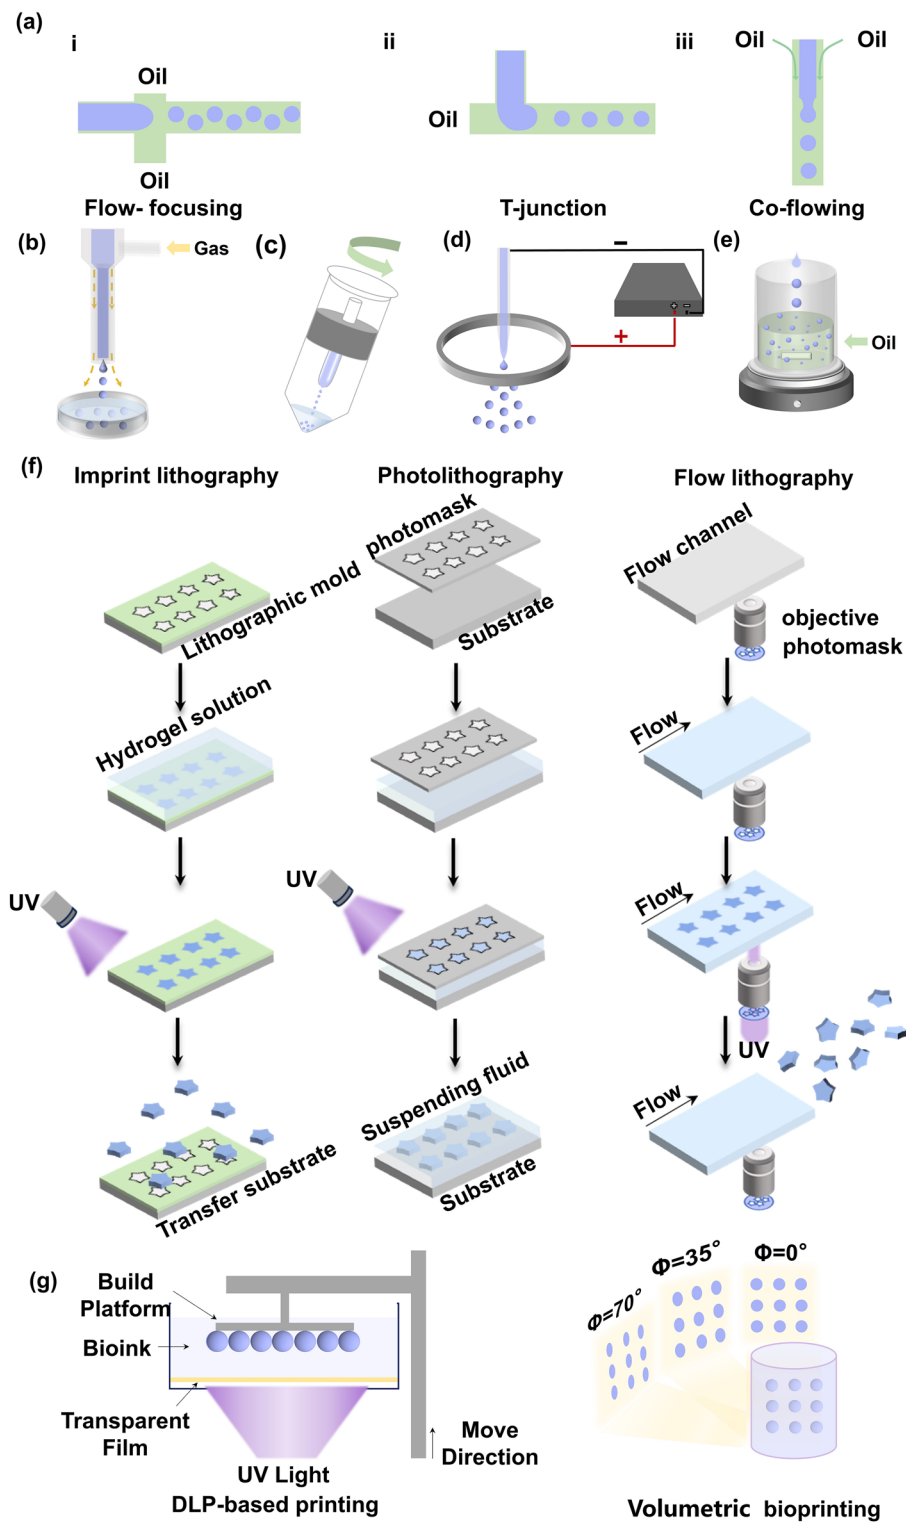 (a)
i
ii
iii
Oil
Oil
Flow- focusing
Oil
T-junction
Oil
Oil
Co-flowing
(b)
Gas
(c)
(d)
−
+
(e)
Oil
(f)
Imprint lithography
Photolithography
Flow lithography
Lithographic mold
photomask
Substrate
Flow channel
objective
photomask
Hydrogel solution
Flow
UV
UV
Flow
UV
Transfer substrate
Suspending fluid
Substrate
Flow
(g)
Build
Platform
Bioink
Transparent
Film
UV Light
DLP-based printing
Move
Direction
Φ=70°
Φ=35°
Φ=0°
Volumetric bioprinting